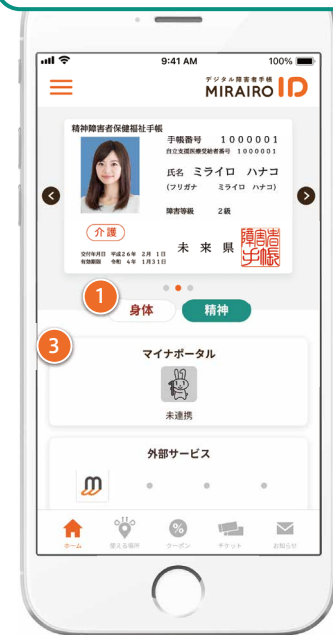 9:41 AM
100%
デジタル障害者手帳
MIRAIRO ID
精神障害者保健福祉手帳
手帳番号 1000001
自立支援医療受給者番号 1000001
氏名 ミライロ ハナコ
(フリガナ ミライロ ハナコ)
障害等級 2級
介護
交付年月日 平成26年 2月 1日
有効期限 令和 4年 1月31日
未来県
障害者手帳
1
身体
精神
3
マイナポータル
未連携
外部サービス
ホーム
使える場所
クーポン
チケット
お知らせ